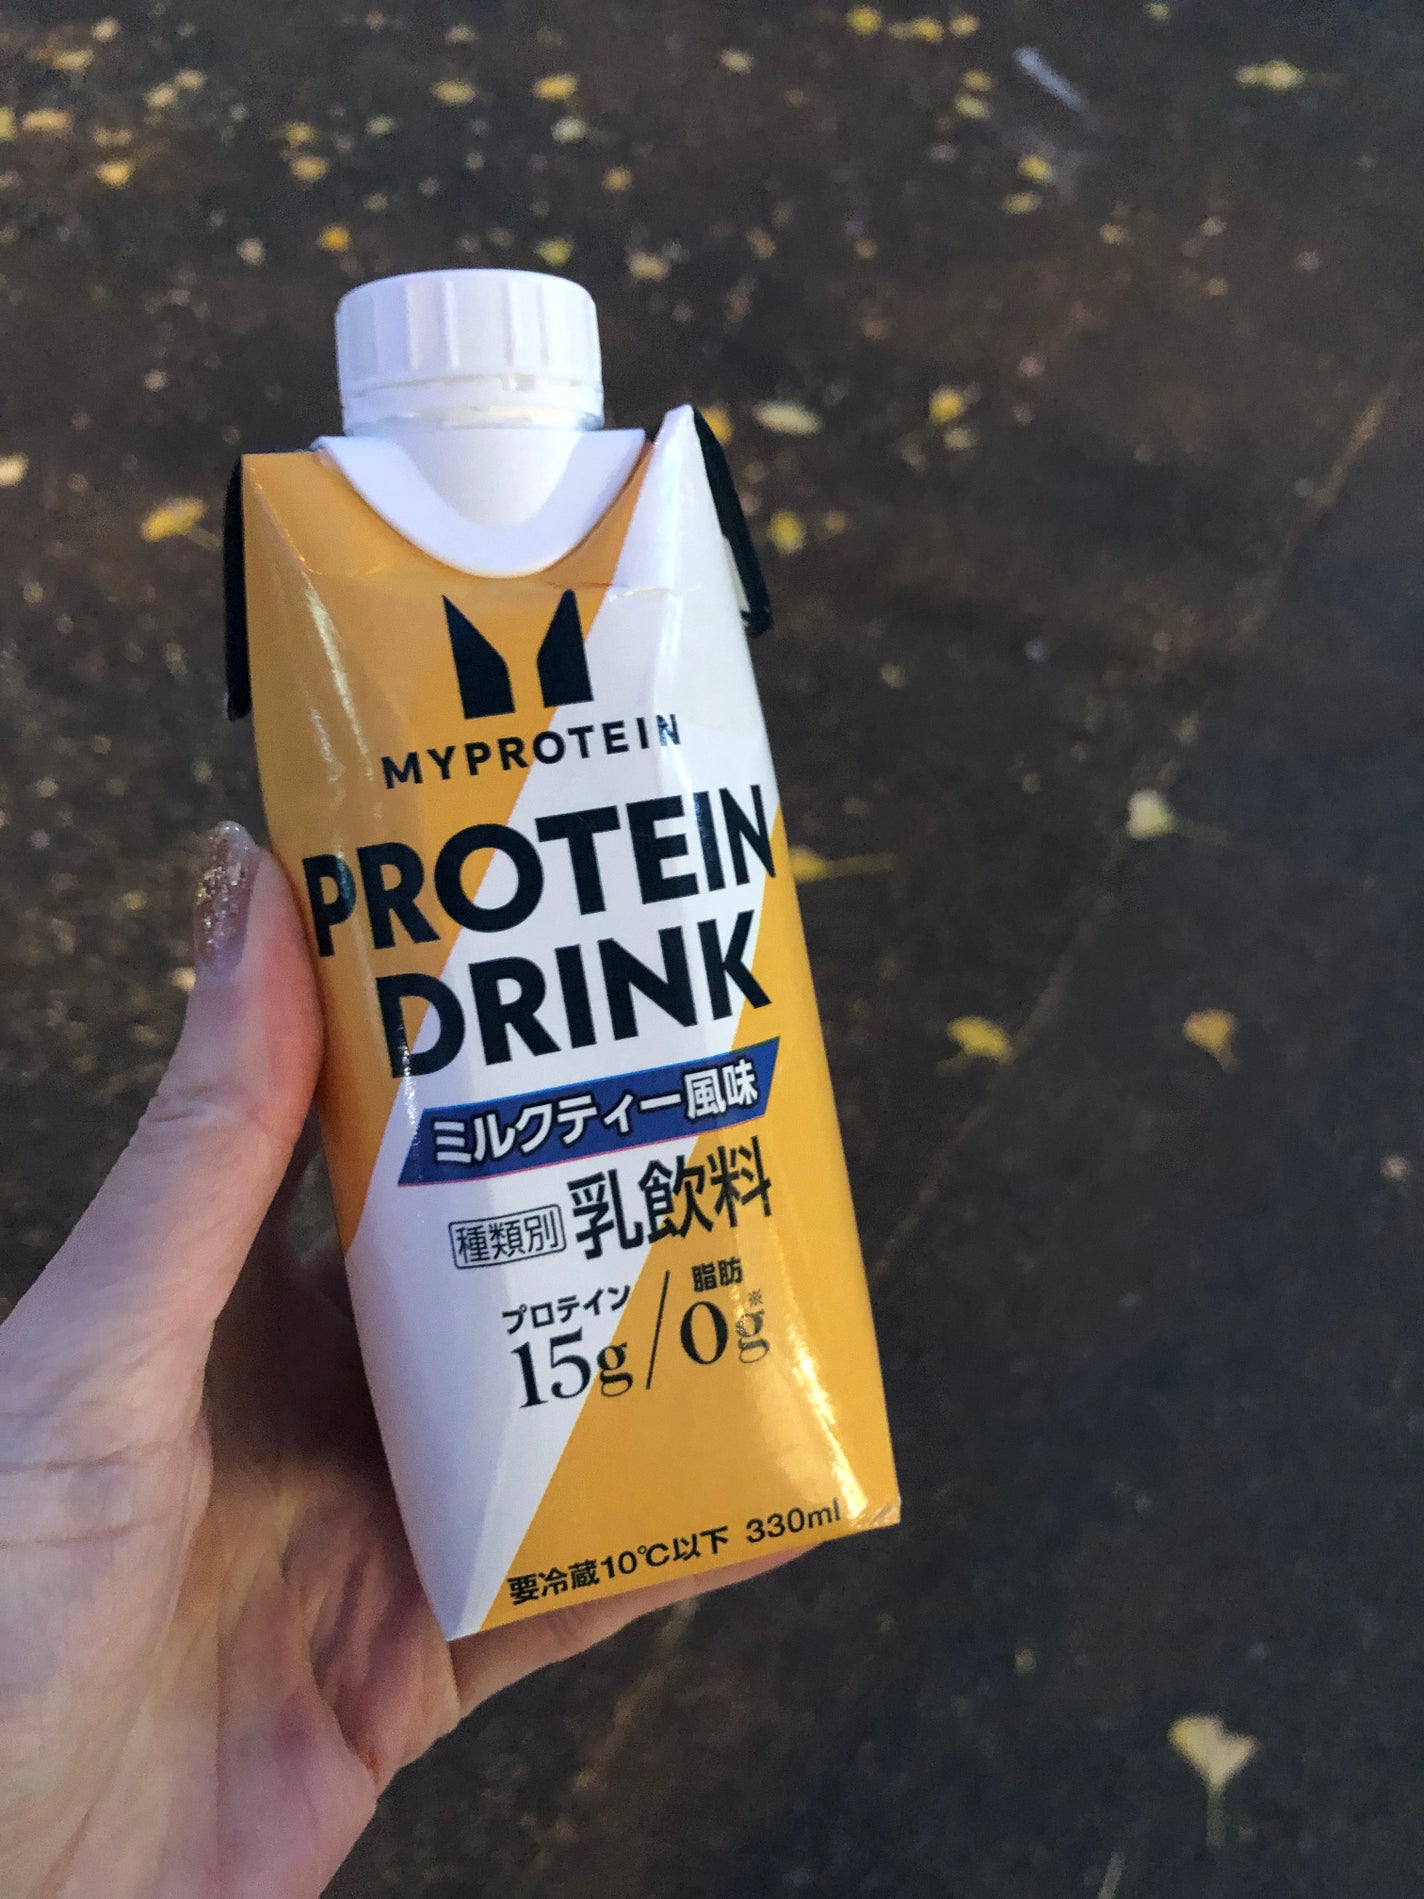 MYPROTEIN
PROTEIN
DRINK
ミルクティー風味
種類別 乳飲料
プロテイン 脂肪
15g/0g※
要冷蔵10℃以下 330ml